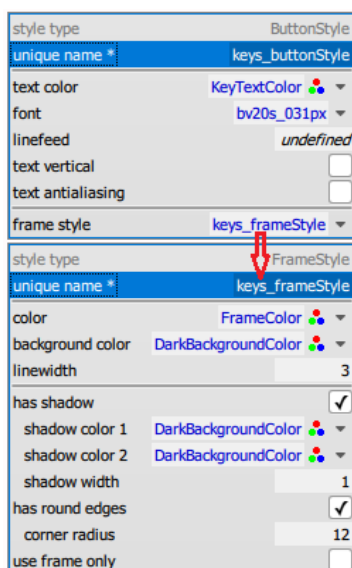 style type ButtonStyle
unique name * keys_buttonStyle
text color KeyTextColor
font bv20s_031px
linefeed undefined
text vertical
text antialiasing
frame style keys_frameStyle
style type FrameStyle
unique name * keys_frameStyle
color FrameColor
background color DarkBackgroundColor
linewidth 3
has shadow
shadow color 1 DarkBackgroundColor
shadow color 2 DarkBackgroundColor
shadow width 1
has round edges
corner radius 12
use frame only